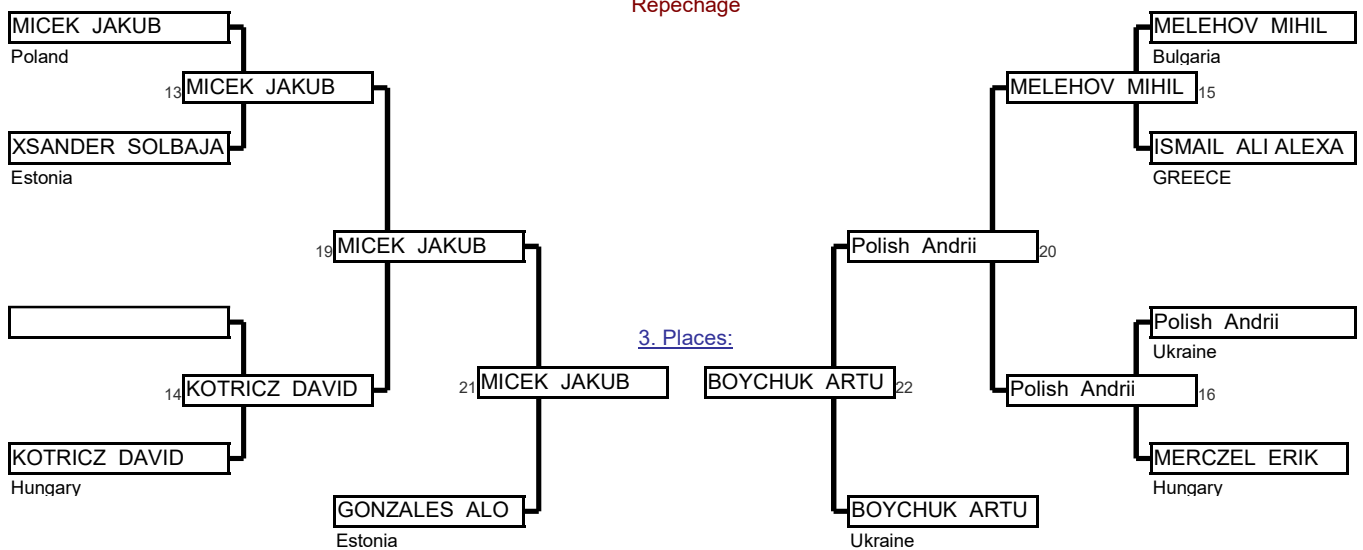 Repechage
MICEK JAKUB
Poland
13 MICEK JAKUB
XSANDER SOLBAJA
Estonia
19 MICEK JAKUB
14 KOTRICZ DAVID
KOTRICZ DAVID
Hungary
21 MICEK JAKUB
GONZALES ALO
Estonia
3. Places:
MELEHOV MIHIL
Bulgaria
MELEHOV MIHIL 15
ISMAIL ALI ALEXA
GREECE
Polish Andrii 20
Polish Andrii
Ukraine
Polish Andrii 16
MERCZEL ERIK
Hungary
BOYCHUK ARTU 22
BOYCHUK ARTU
Ukraine